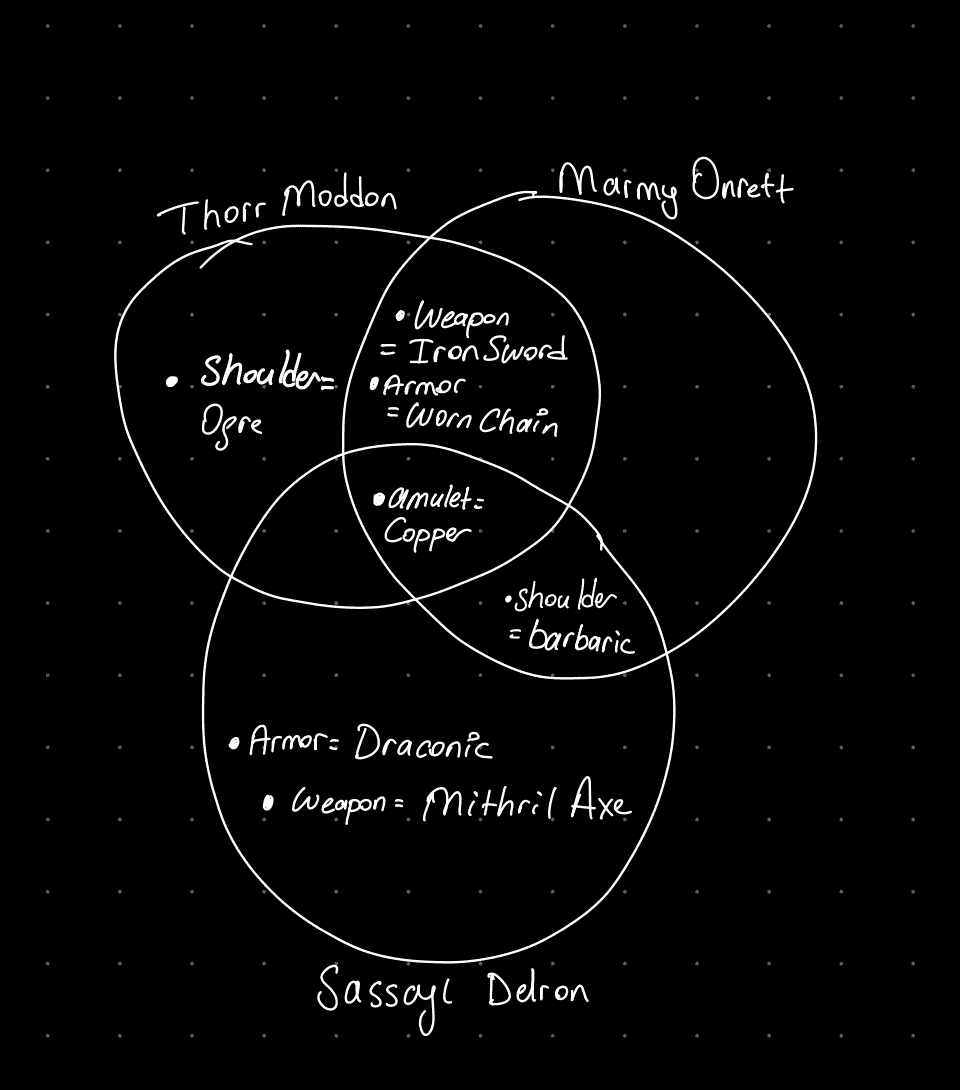 Thorr Moddon
Marmy Onrett
• Weapon
= Iron Sword
• Shoulder=
Ogre
• Armor
= Worn Chain
• amulet=
Copper
• shoulder
= barbaric
• Armor= Draconic
• Weapon = Mithril Axe
Delron